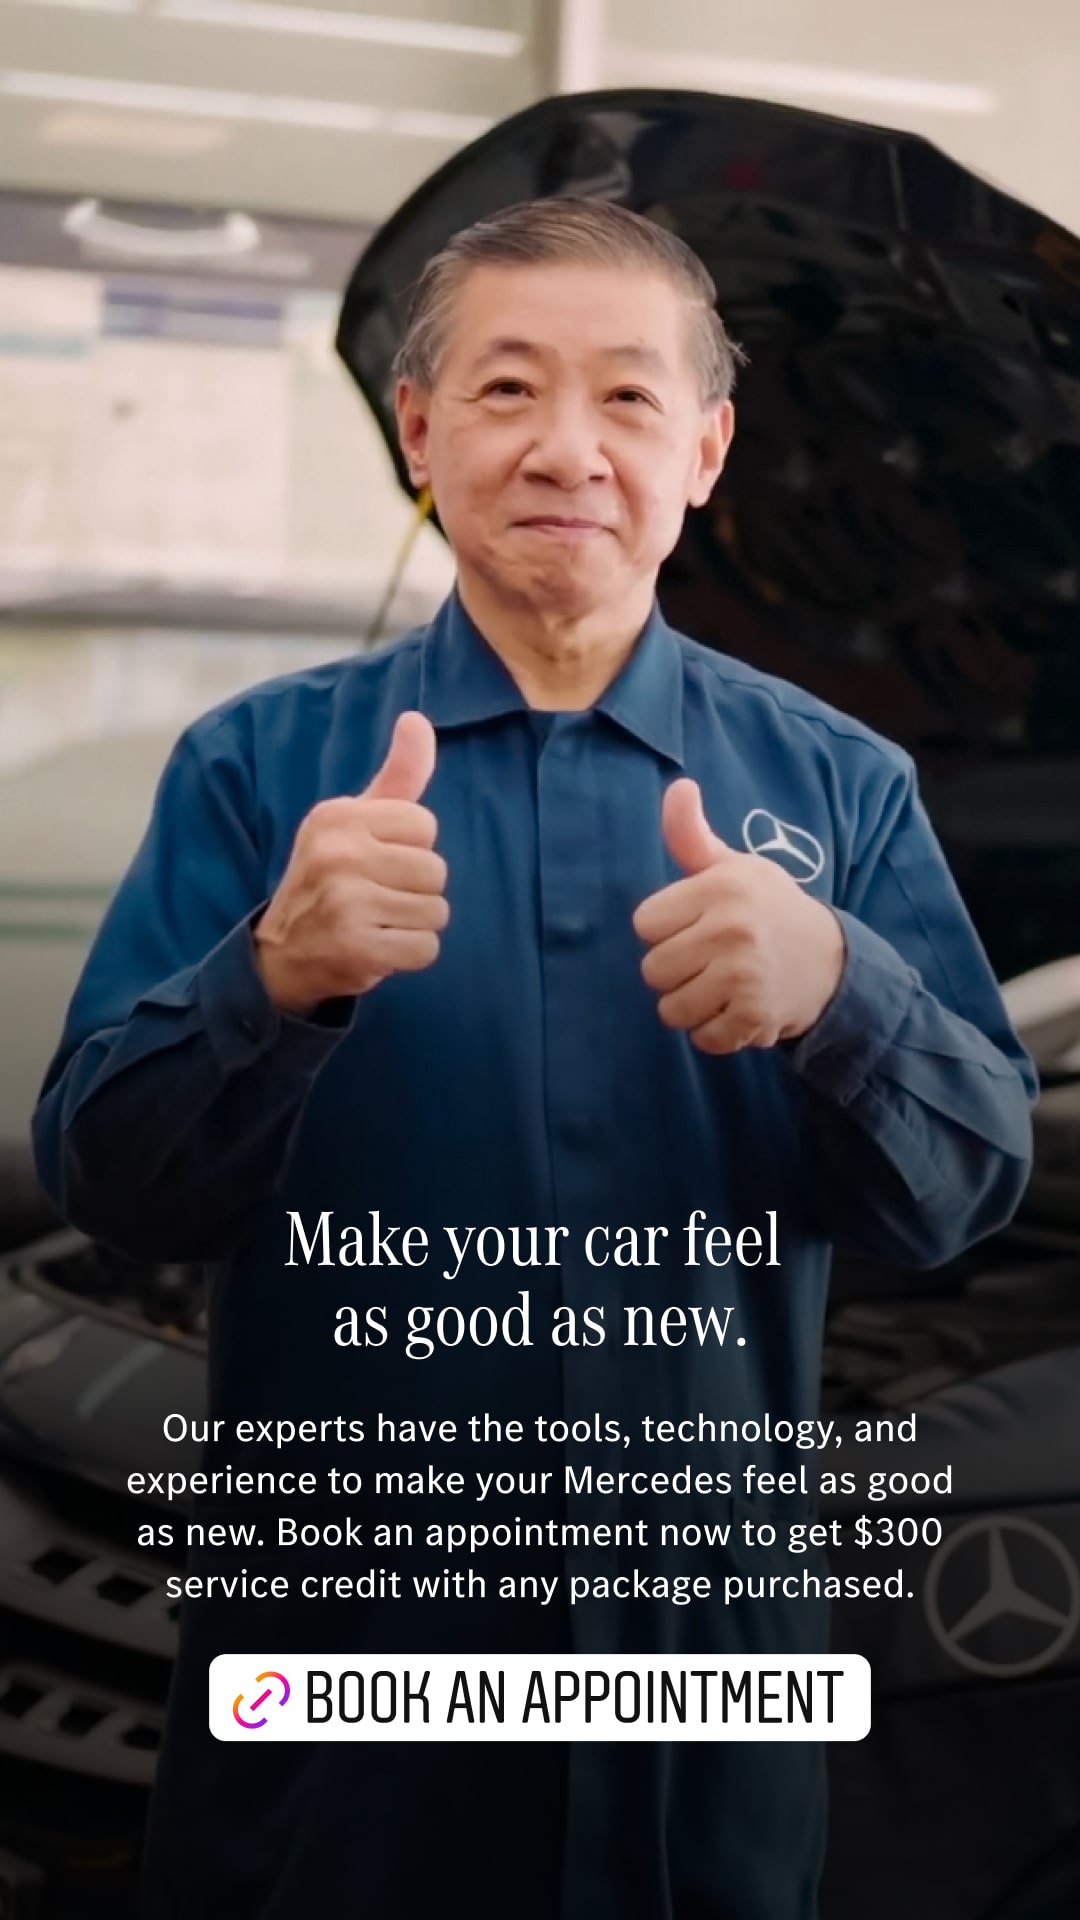 Make your car feel
as good as new.
Our experts have the tools, technology, and
experience to make your Mercedes feel as good
as new. Book an appointment now to get $300
service credit with any package purchased.
BOOK AN APPOINTMENT